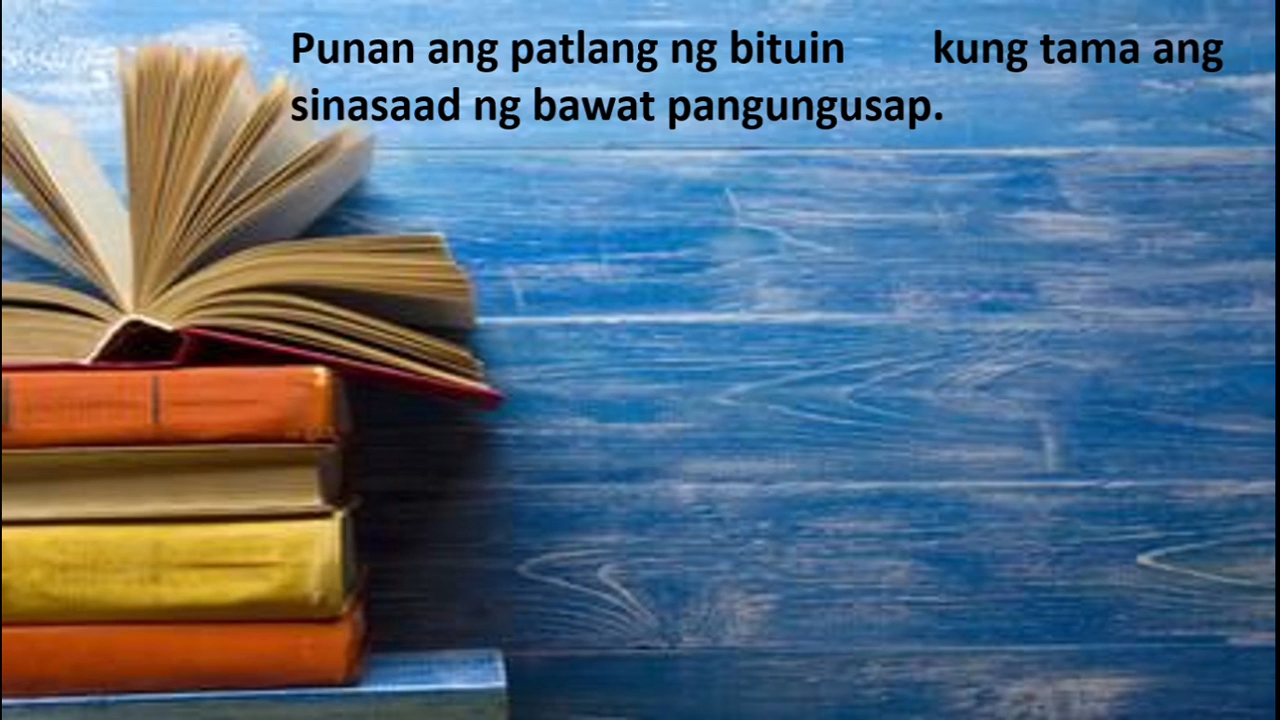 Punan ang patlang ng bituin kung tama ang
sinasaad ng bawat pangungusap.